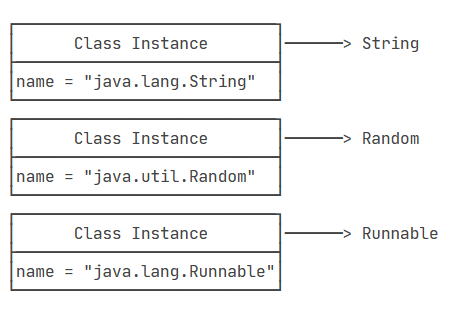 Class Instance
String
name = "java.lang.String"
Class Instance
Random
name = "java.util.Random"
Class Instance
Runnable
name = "java.lang.Runnable"